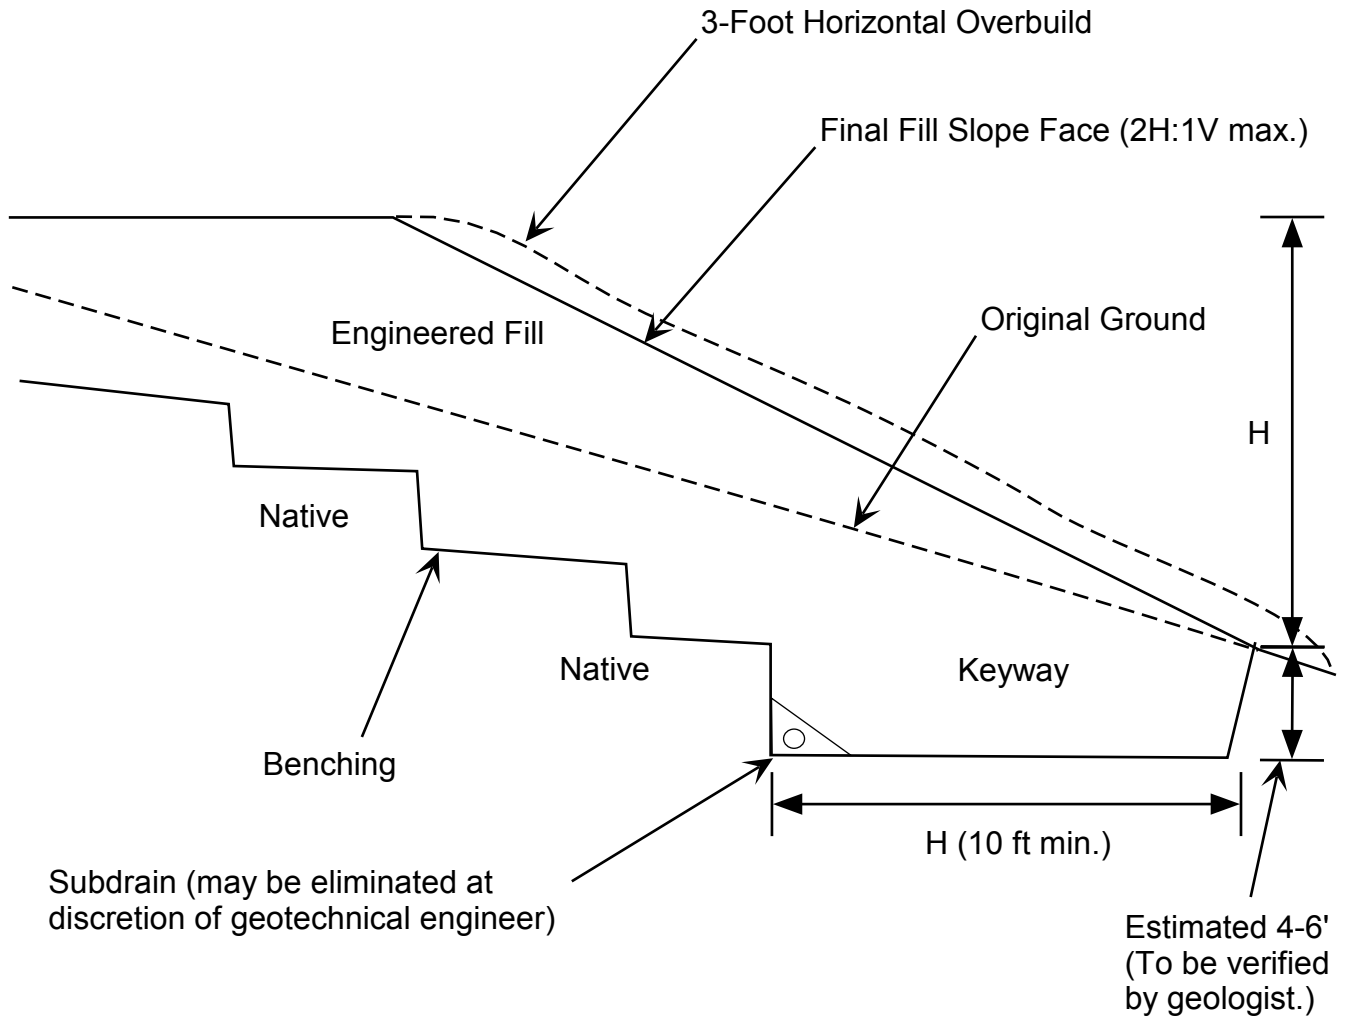 3-Foot Horizontal Overbuild
Final Fill Slope Face (2H:1V max.)
Original Ground
Engineered Fill
H
Native
Native
Keyway
Benching
H (10 ft min.)
Subdrain (may be eliminated at
discretion of geotechnical engineer)
Estimated 4-6'
(To be verified
by geologist.)